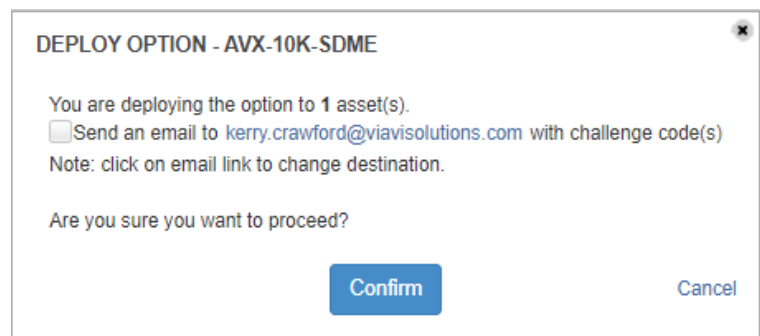 DEPLOY OPTION - AVX-10K-SDME
You are deploying the option to 1 asset(s).
Send an email to kerry.crawford@viavisolutions.com with challenge code(s)
Note: click on email link to change destination.
Are you sure you want to proceed?
Confirm
Cancel